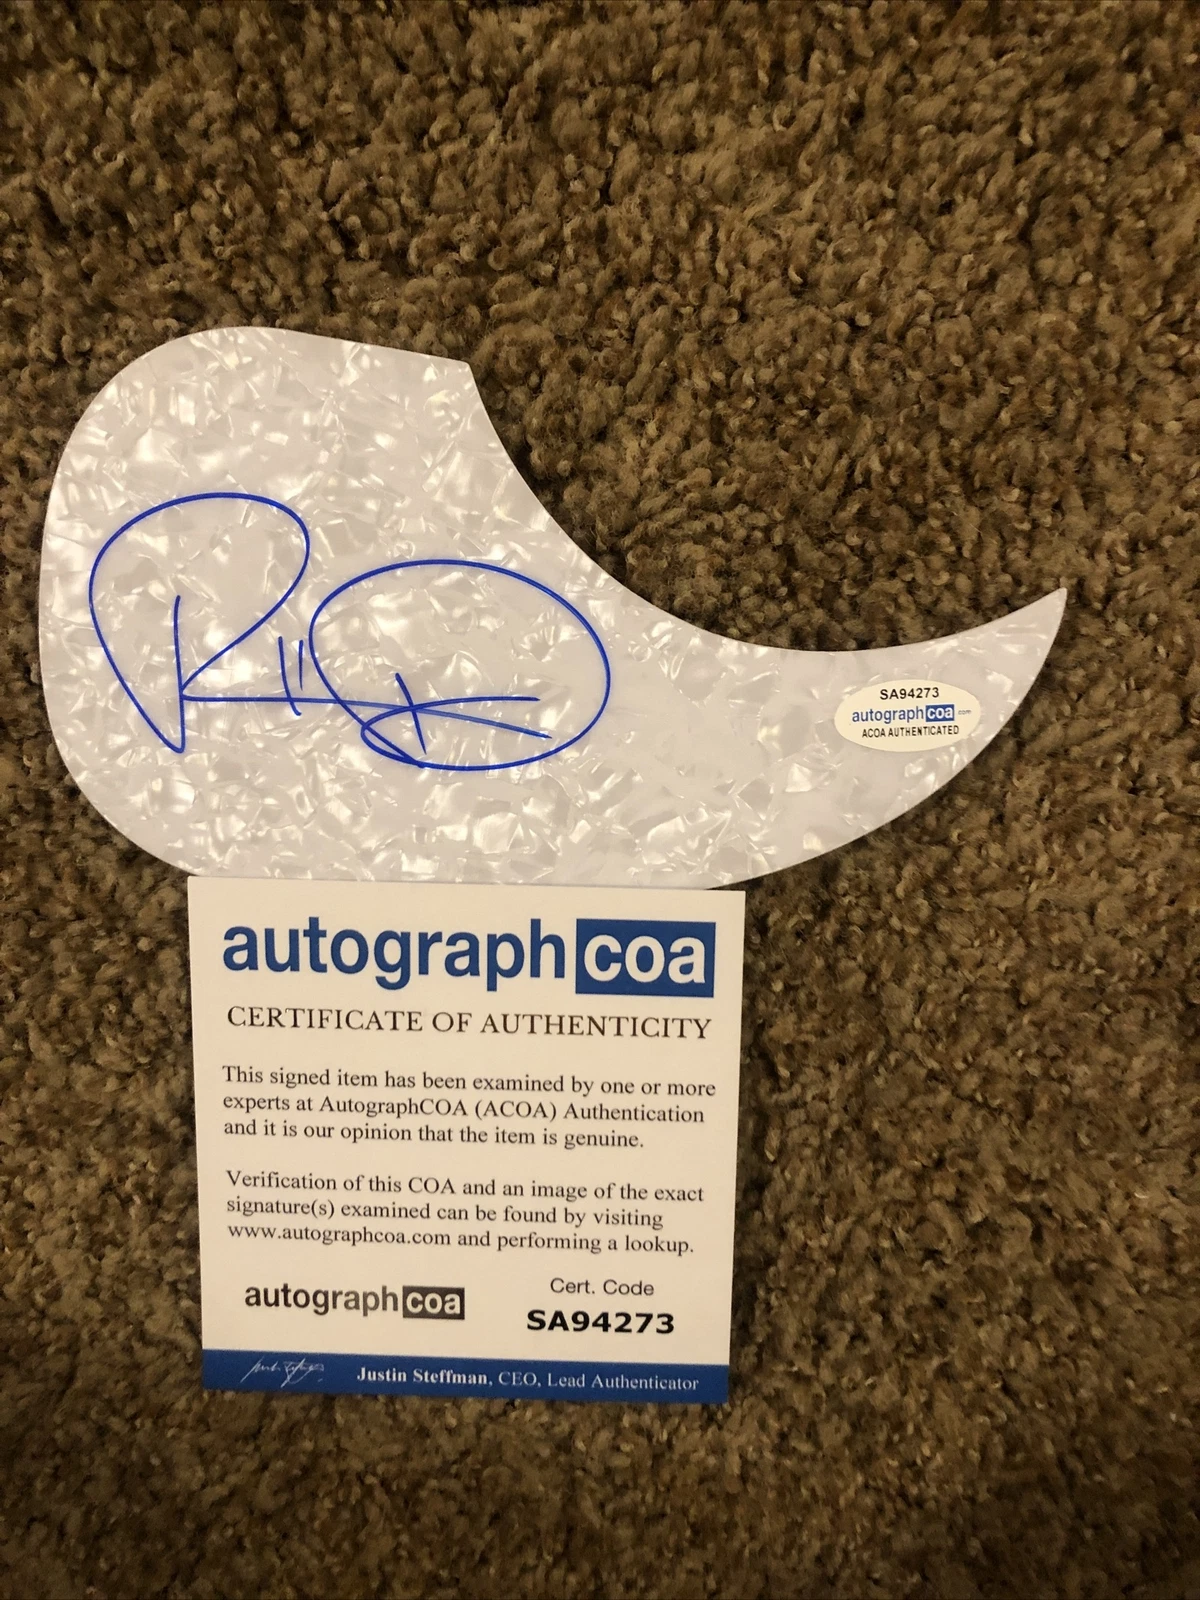 SA94273
autographcoa.com
ACOA AUTHENTICATED
autographcoa
CERTIFICATE OF AUTHENTICITY
This signed item has been examined by one or more
experts at AutographCOA (ACOA) Authentication
and it is our opinion that the item is genuine.
Verification of this COA and an image of the exact
signature(s) examined can be found by visiting
www.autographcoa.com and performing a lookup.
autographcoa
Cert. Code
SA94273
Justin Steffman, CEO, Lead Authenticator